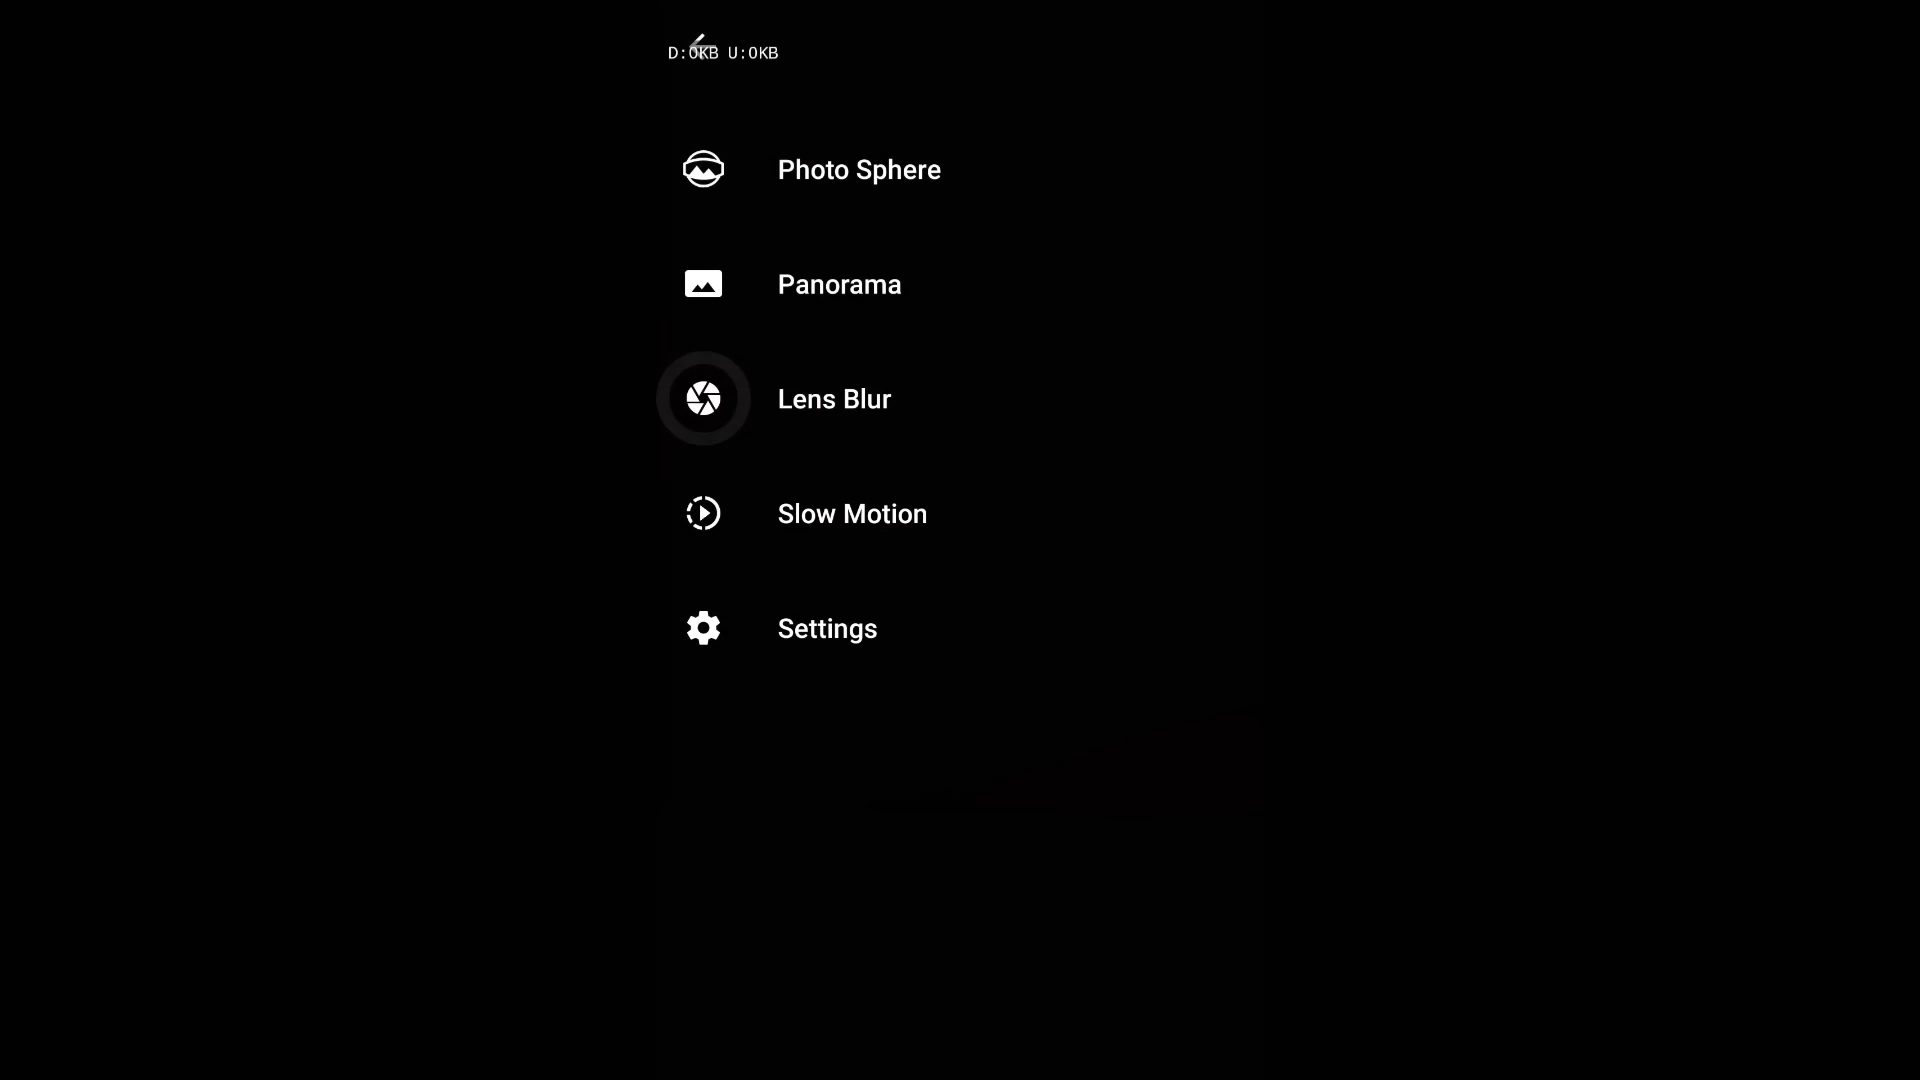 D:0KB U:0KB
Photo Sphere
Panorama
Lens Blur
Slow Motion
Settings